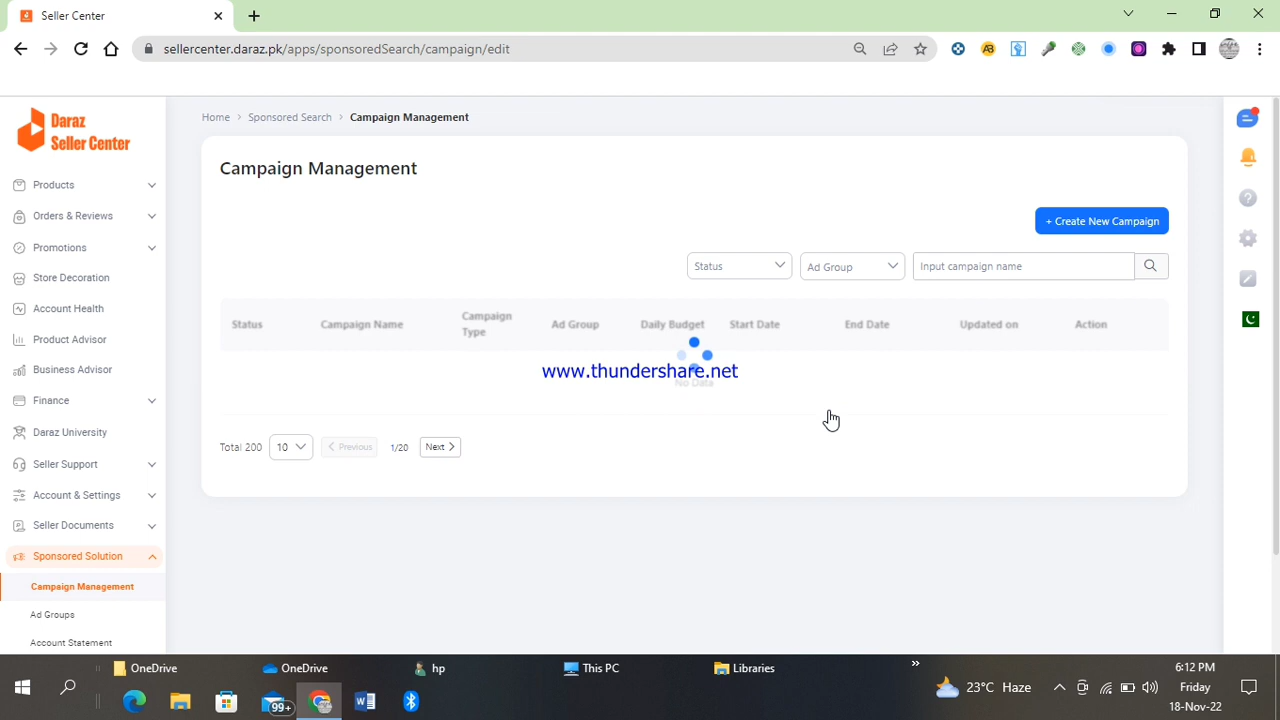 Seller Center
sellercenter.daraz.pk/apps/sponsoredSearch/campaign/edit
AB
Daraz
Seller Center
Products
Orders & Reviews
Promotions
Store Decoration
Account Health
Product Advisor
Business Advisor
Finance
Daraz University
Seller Support
Account & Settings
Seller Documents
Sponsored Solution
Campaign Management
Ad Groups
Account Statement
Home > Sponsored Search > Campaign Management
Campaign Management
+ Create New Campaign
Status
Ad Group
Input campaign name
Status Campaign Name Campaign Type Ad Group Daily Budget Start Date End Date Updated on Action
www.thundershare.net
No Data
Total 200 10 Previous 1/20 Next
OneDrive OneDrive hp This PC Libraries
99+
23°C Haze
6:12 PM
Friday
18-Nov-22